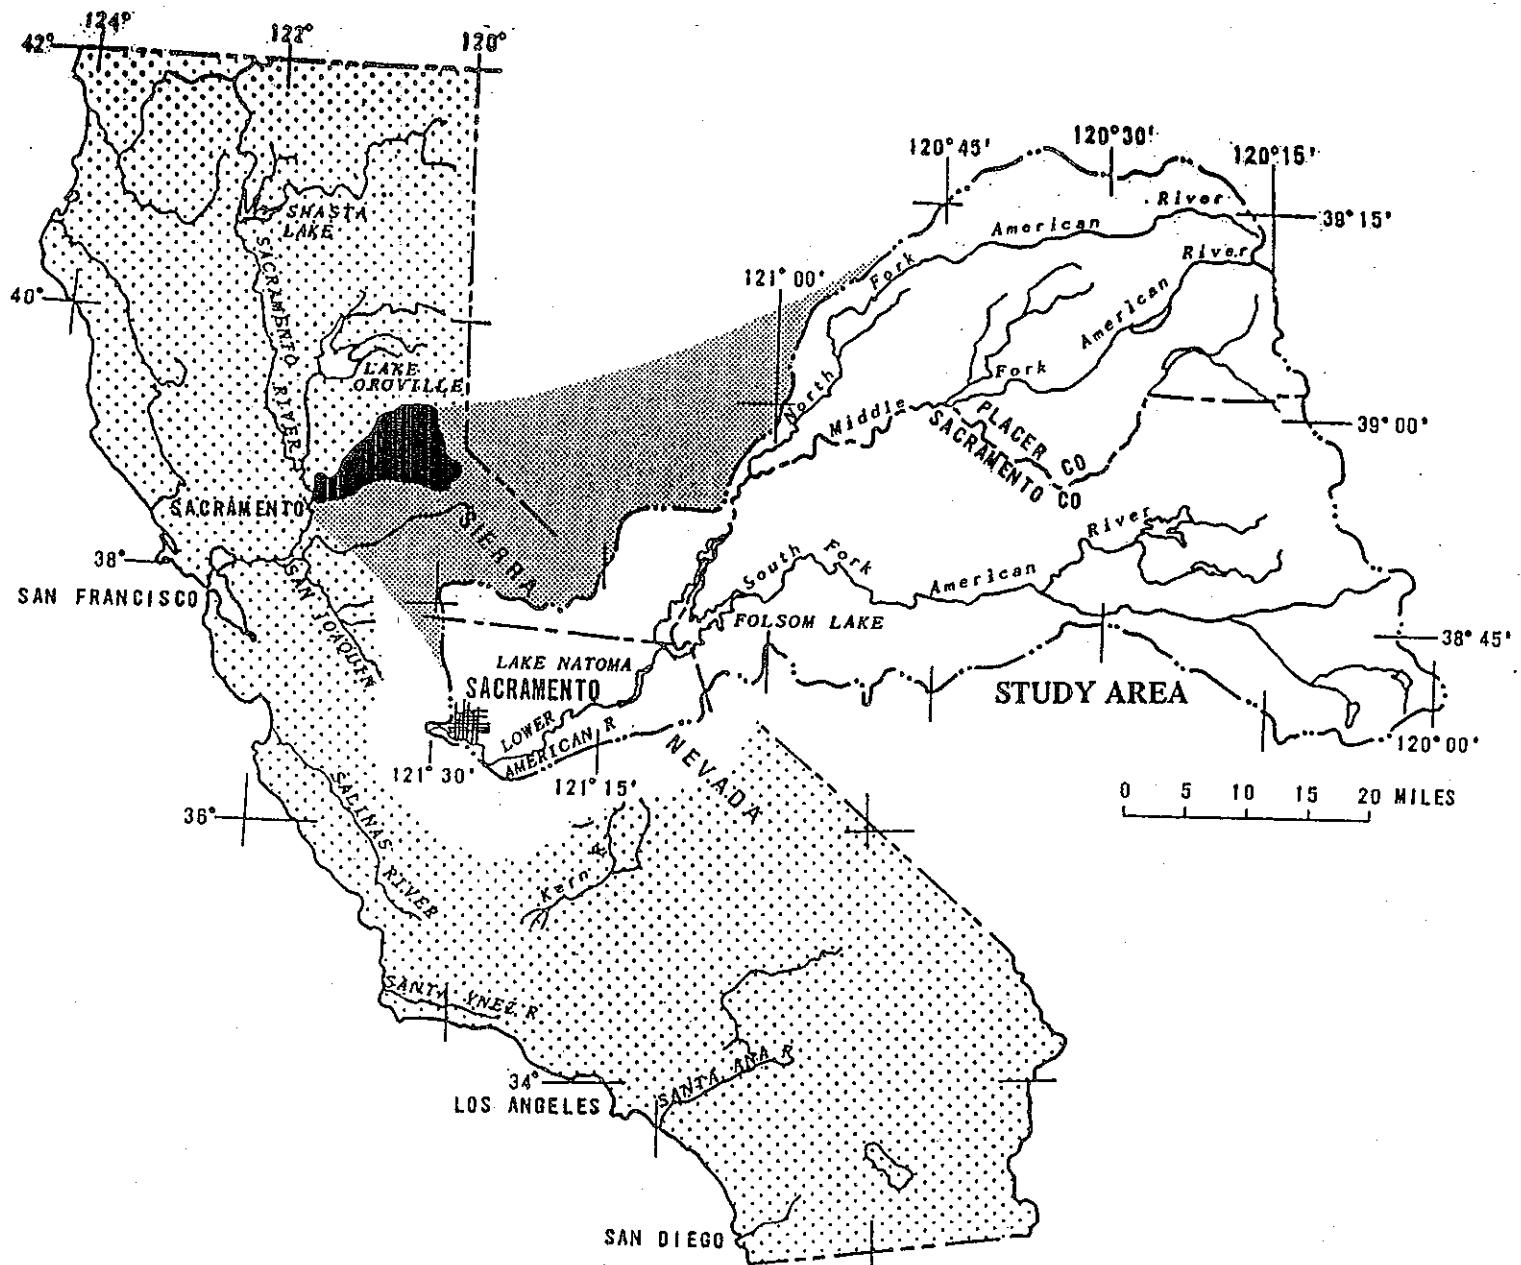 124°
122°
120°
42°
SHASTA
LAKE
SACRAMENTO RIVER
40°
LAKE
OROVILLE
SACRAMENTO
38°
SAN FRANCISCO
SAN JOAQUIN
SIERRA
NEVADA
36°
SALINAS
RIVER
Kern R
SANTA YNEZ R
34°
LOS ANGELES
SANTA ANA R
SAN DIEGO
120°45'
120°30'
120°15'
39°15'
121°00'
North Fork American River
Middle Fork American River
PLACER CO
SACRAMENTO CO
39°00'
South Fork American River
FOLSOM LAKE
38°45'
LAKE NATOMA
SACRAMENTO
LOWER
AMERICAN R
STUDY AREA
121°30'
121°15'
120°00'
0 5 10 15 20 MILES